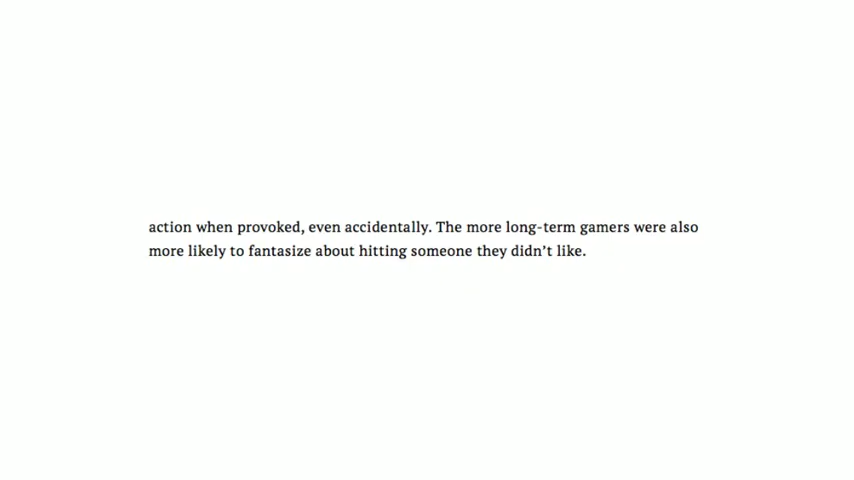 action when provoked, even accidentally. The more long-term gamers were also
more likely to fantasize about hitting someone they didn’t like.